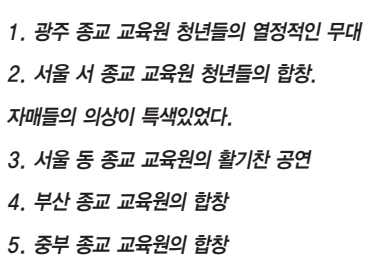 1. 광주 종교 교육원 청년들의 열정적인 무대
2. 서울 서 종교 교육원 청년들의 합창.
자매들의 의상이 특색있었다.
3. 서울 동 종교 교육원의 활기찬 공연
4. 부산 종교 교육원의 합창
5. 중부 종교 교육원의 합창